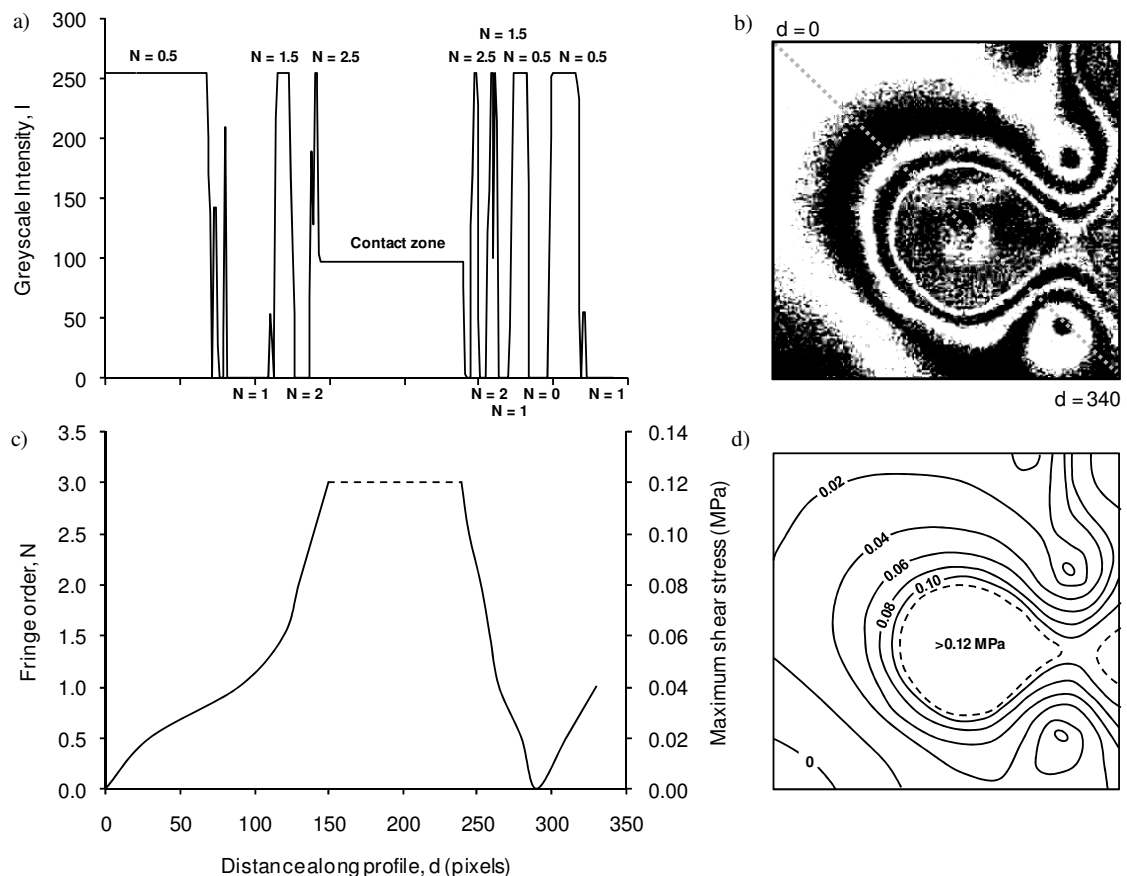 a)
300
250
200
150
100
50
0
Greyscale Intensity, I
N = 0.5
N = 1.5
N = 2.5
Contact zone
N = 1.5
N = 2.5
N = 0.5
N = 0.5
N = 1
N = 2
N = 2
N = 1
N = 0
N = 1
b)
d = 0
d = 340
c)
3.5
3.0
2.5
2.0
1.5
1.0
0.5
0.0
Fringe order, N
0.14
0.12
0.10
0.08
0.06
0.04
0.02
0.00
Maximum shear stress (MPa)
0
50
100
150
200
250
300
350
Distance along profile, d (pixels)
d)
0.02
0.04
0.06
0.10
0.08
>0.12 MPa
0